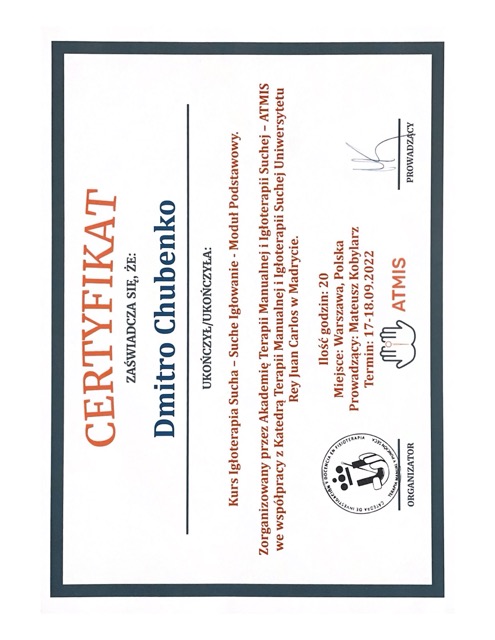 CERTYFIKAT
ZAŚWIADCZA SIĘ, ŻE:
Dmitro Chubenko
UKOŃCZYŁ/UKOŃCZYŁA:
Kurs Igłoterapia Sucha – Suche Igłowanie - Moduł Podstawowy.
Zorganizowany przez Akademię Terapii Manualnej i Igłoterapii Suchej – ATMIS
we współpracy z Katedrą Terapii Manualnej i Igłoterapii Suchej Uniwersytetu
Rey Juan Carlos w Madrycie.
Ilość godzin: 20
Miejsce: Warszawa, Polska
Prowadzący: Mateusz Kobylarz
Termin: 17-18.09.2022
CÁTEDRA DE INVESTIGACIÓN Y DOCENCIA EN FISIOTERAPIA
TERAPIA MANUAL Y PUNCIÓN SECA
ORGANIZATOR
ATMIS
PROWADZĄCY